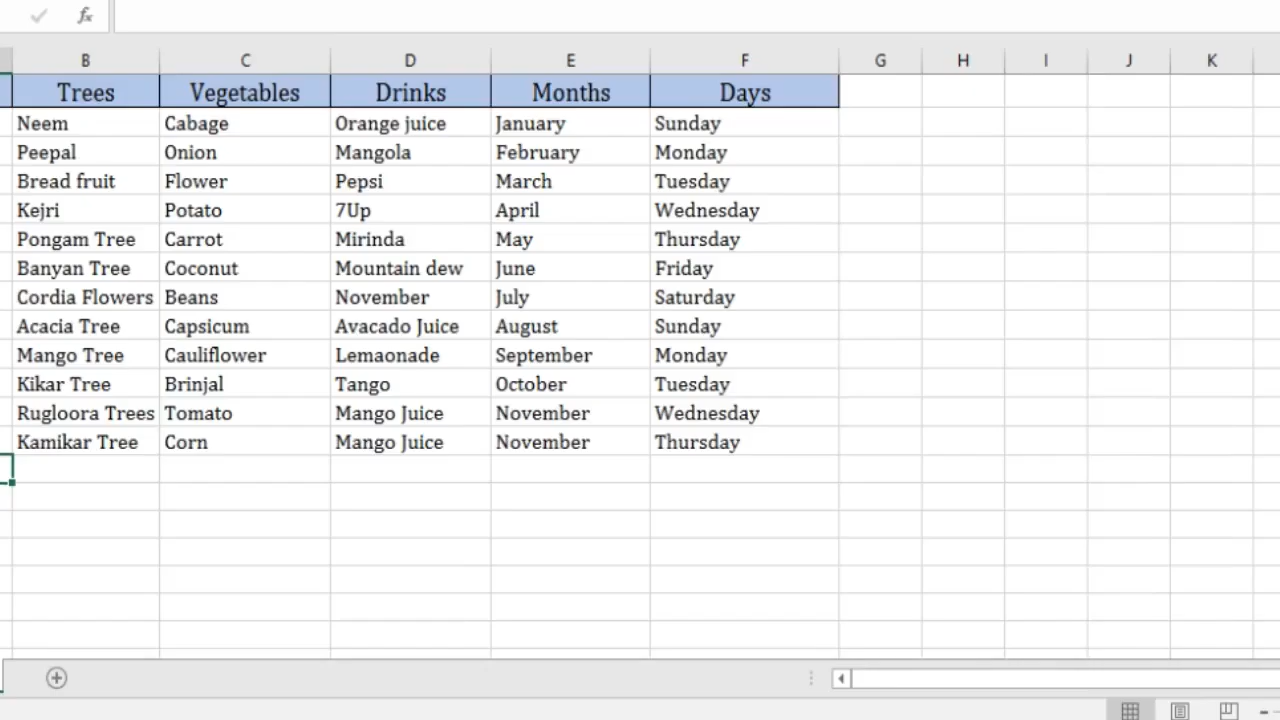 fx
B C D E F G H I J K
Trees Vegetables Drinks Months Days
Neem Cabage Orange juice January Sunday
Peepal Onion Mangola February Monday
Bread fruit Flower Pepsi March Tuesday
Kejri Potato 7Up April Wednesday
Pongam Tree Carrot Mirinda May Thursday
Banyan Tree Coconut Mountain dew June Friday
Cordia Flowers Beans November July Saturday
Acacia Tree Capsicum Avacado Juice August Sunday
Mango Tree Cauliflower Lemaonade September Monday
Kikar Tree Brinjal Tango October Tuesday
Rugloora Trees Tomato Mango Juice November Wednesday
Kamikar Tree Corn Mango Juice November Thursday